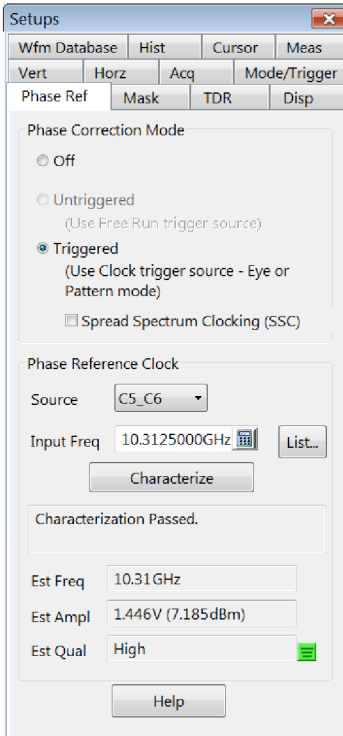 Setups
Wfm Database Hist Cursor Meas
Vert Horz Acq Mode/Trigger
Phase Ref Mask TDR Disp
Phase Correction Mode
Off
Untriggered
(Use Free Run trigger source)
Triggered
(Use Clock trigger source - Eye or
Pattern mode)
Spread Spectrum Clocking (SSC)
Phase Reference Clock
Source C5_C6
Input Freq 10.3125000GHz List...
Characterize
Characterization Passed.
Est Freq 10.31GHz
Est Ampl 1.446V (7.185dBm)
Est Qual High
Help